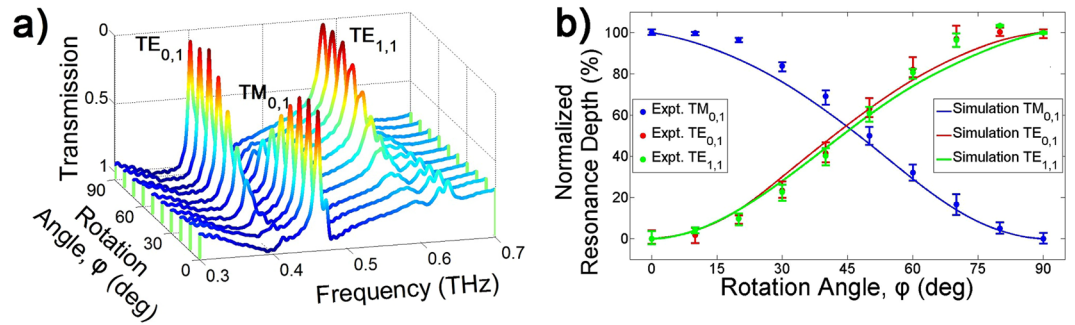 a)
TE0,1
TE1,1
TM0,1
Transmission
0
0.5
1
90
60
30
0
Rotation
Angle, φ (deg)
0.3
0.4
0.5
0.6
0.7
Frequency (THz)
b)
Normalized
Resonance Depth (%)
100
80
60
40
20
0
Expt. TM0,1
Expt. TE0,1
Expt. TE1,1
Simulation TM0,1
Simulation TE0,1
Simulation TE1,1
0
15
30
45
60
75
90
Rotation Angle, φ (deg)